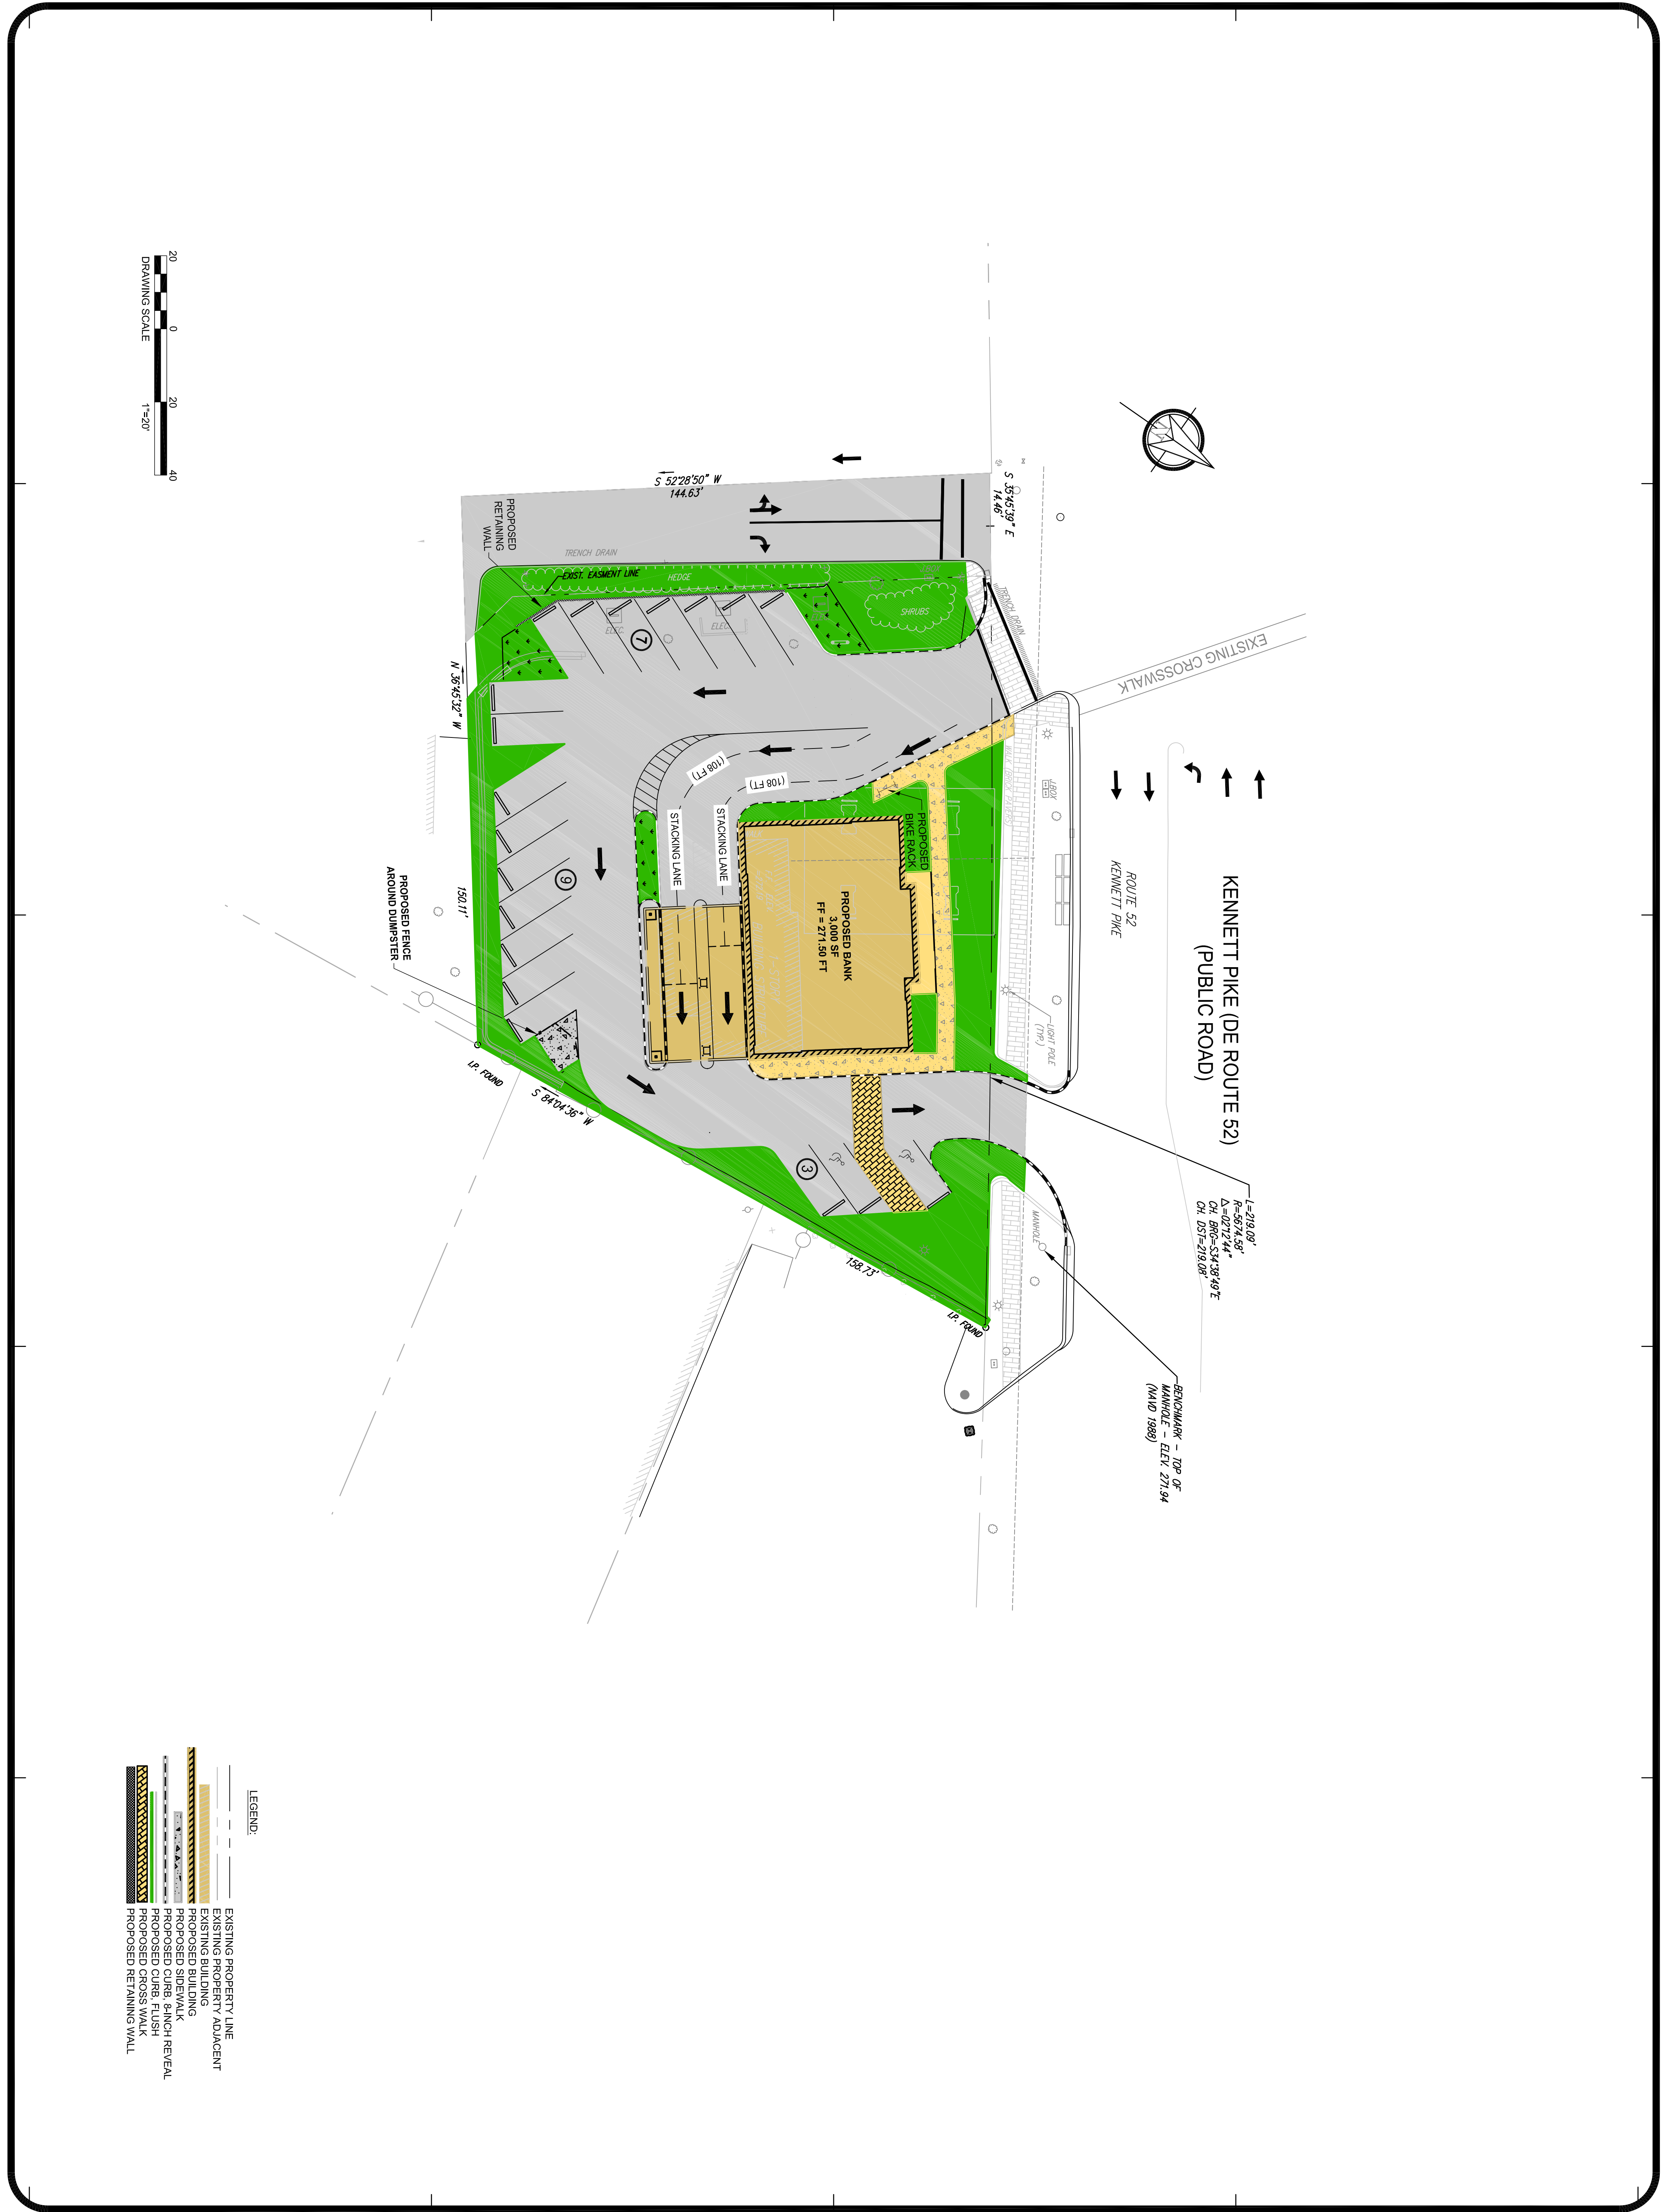 KENNETT PIKE (DE ROUTE 52)
(PUBLIC ROAD)
ROUTE 52
KENNETT PIKE
EXISTING CROSSWALK
L=219.09'
R=5674.58'
Δ=02°12'44"
CH. BRG=S34°38'49"E
CH. DST=219.08'
BENCHMARK - TOP OF
MANHOLE - ELEV. 271.94
(NAVD 1988)
S 35°45'39" E
14.46'
TRENCH DRAIN
LBOX
LIGHT POLE
(TYP.)
MANHOLE
SHRUBS
S 52°28'50" W
144.63'
PROPOSED
RETAINING
WALL
TRENCH DRAIN
EXIST. EASMENT LINE
HEDGE
ELEC.
ELEC.
7
PROPOSED
BIKE RACK
(108 FT)
(108 FT)
STACKING LANE
STACKING LANE
PROPOSED BANK
3,000 SF
FF = 271.50 FT
9
3
N 36°45'32" W
150.11'
PROPOSED FENCE
AROUND DUMPSTER
I.P. FOUND
S 84°04'36" W
158.73'
I.P. FOUND
20
0
20
40
DRAWING SCALE
1"=20'
LEGEND:
EXISTING PROPERTY LINE
EXISTING PROPERTY ADJACENT
EXISTING BUILDING
PROPOSED BUILDING
PROPOSED SIDEWALK
PROPOSED CURB, 8-INCH REVEAL
PROPOSED CURB, FLUSH
PROPOSED CROSS WALK
PROPOSED RETAINING WALL